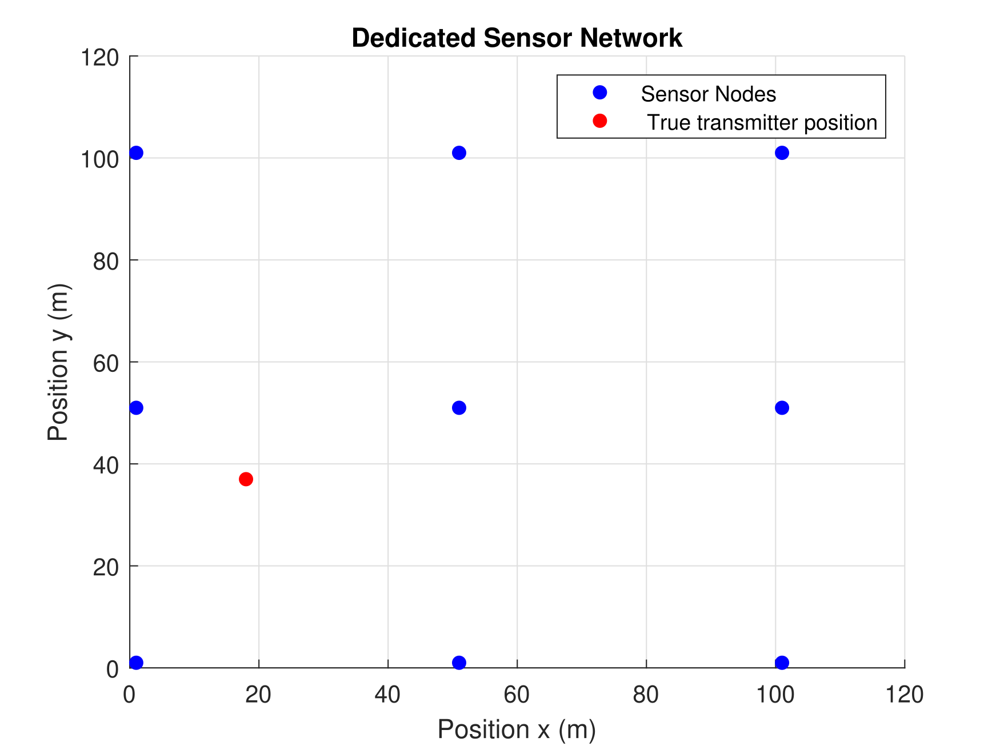 Dedicated Sensor Network
120
100
80
60
40
20
0
Position y (m)
Sensor Nodes
True transmitter position
0 20 40 60 80 100 120
Position x (m)